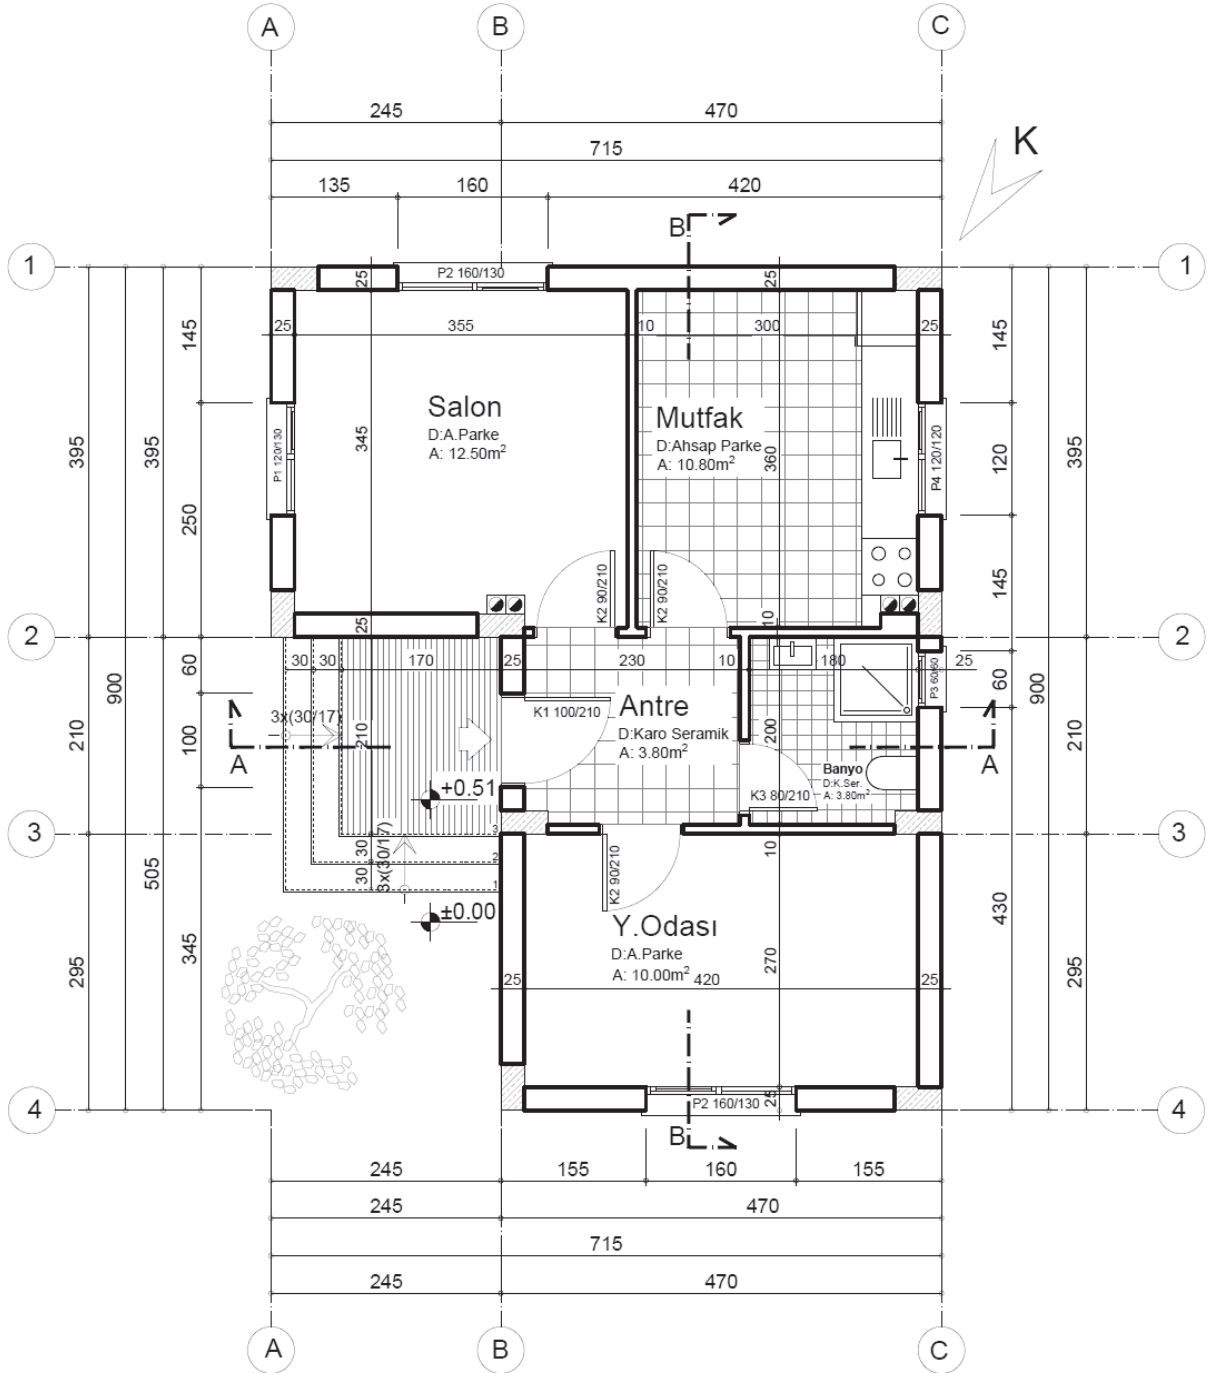 A
B
C
245
470
715
135
160
420
K
B
1
P2 160/130
25
25
1
25
355
10
300
25
145
145
Salon
D:A.Parke
A: 12.50m²
Mutfak
D:Ahsap Parke
A: 10.80m²
395
900
395
345
P1 120/130
360
P4 120/120
120
395
900
250
K2 90/210
K2 90/210
145
10
25
2
2
30
30
170
25
230
10
180
25
60
P3 60/60
60
3x(30/17)
K1 100/210
Antre
D:Karo Seramik
A: 3.80m²
210
100
210
200
210
A
A
Banyo
D:K.Ser.
A: 3.80m²
+0.51
K3 80/210
3
3
3
30
3x(30/17)
2
10
30
1
K2 90/210
505
±0.00
430
Y.Odası
D:A.Parke
A: 10.00m²
345
295
270
295
25
420
25
P2 160/130
25
4
4
B
245
155
160
155
245
470
715
245
470
A
B
C